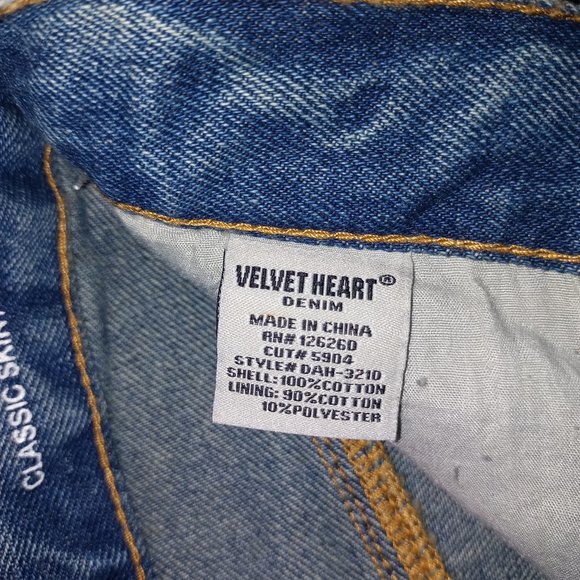 VELVET HEART®
DENIM
MADE IN CHINA
RN# 126260
CUT# 5904
STYLE# DAH-3210
SHELL: 100%COTTON
LINING: 90%COTTON
10%POLYESTER
CLASSIC